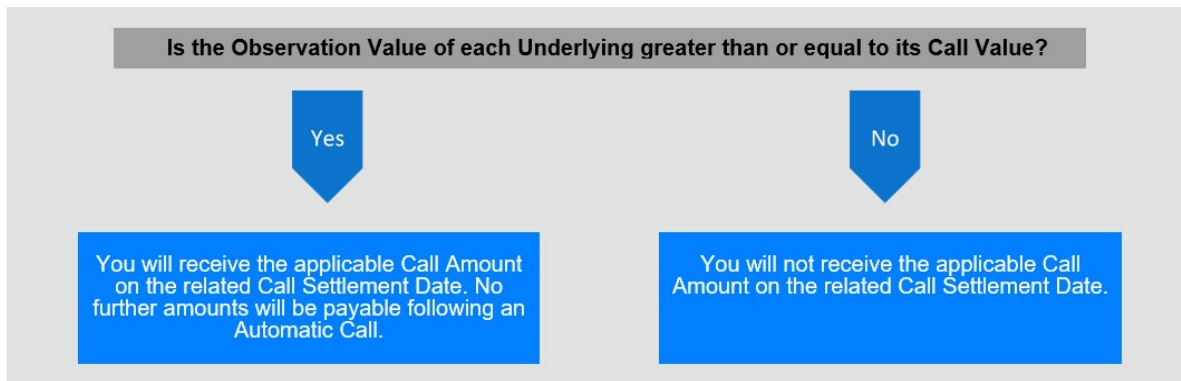 Is the Observation Value of each Underlying greater than or equal to its Call Value?
Yes
No
You will receive the applicable Call Amount
on the related Call Settlement Date. No
further amounts will be payable following an
Automatic Call.
You will not receive the applicable Call
Amount on the related Call Settlement Date.